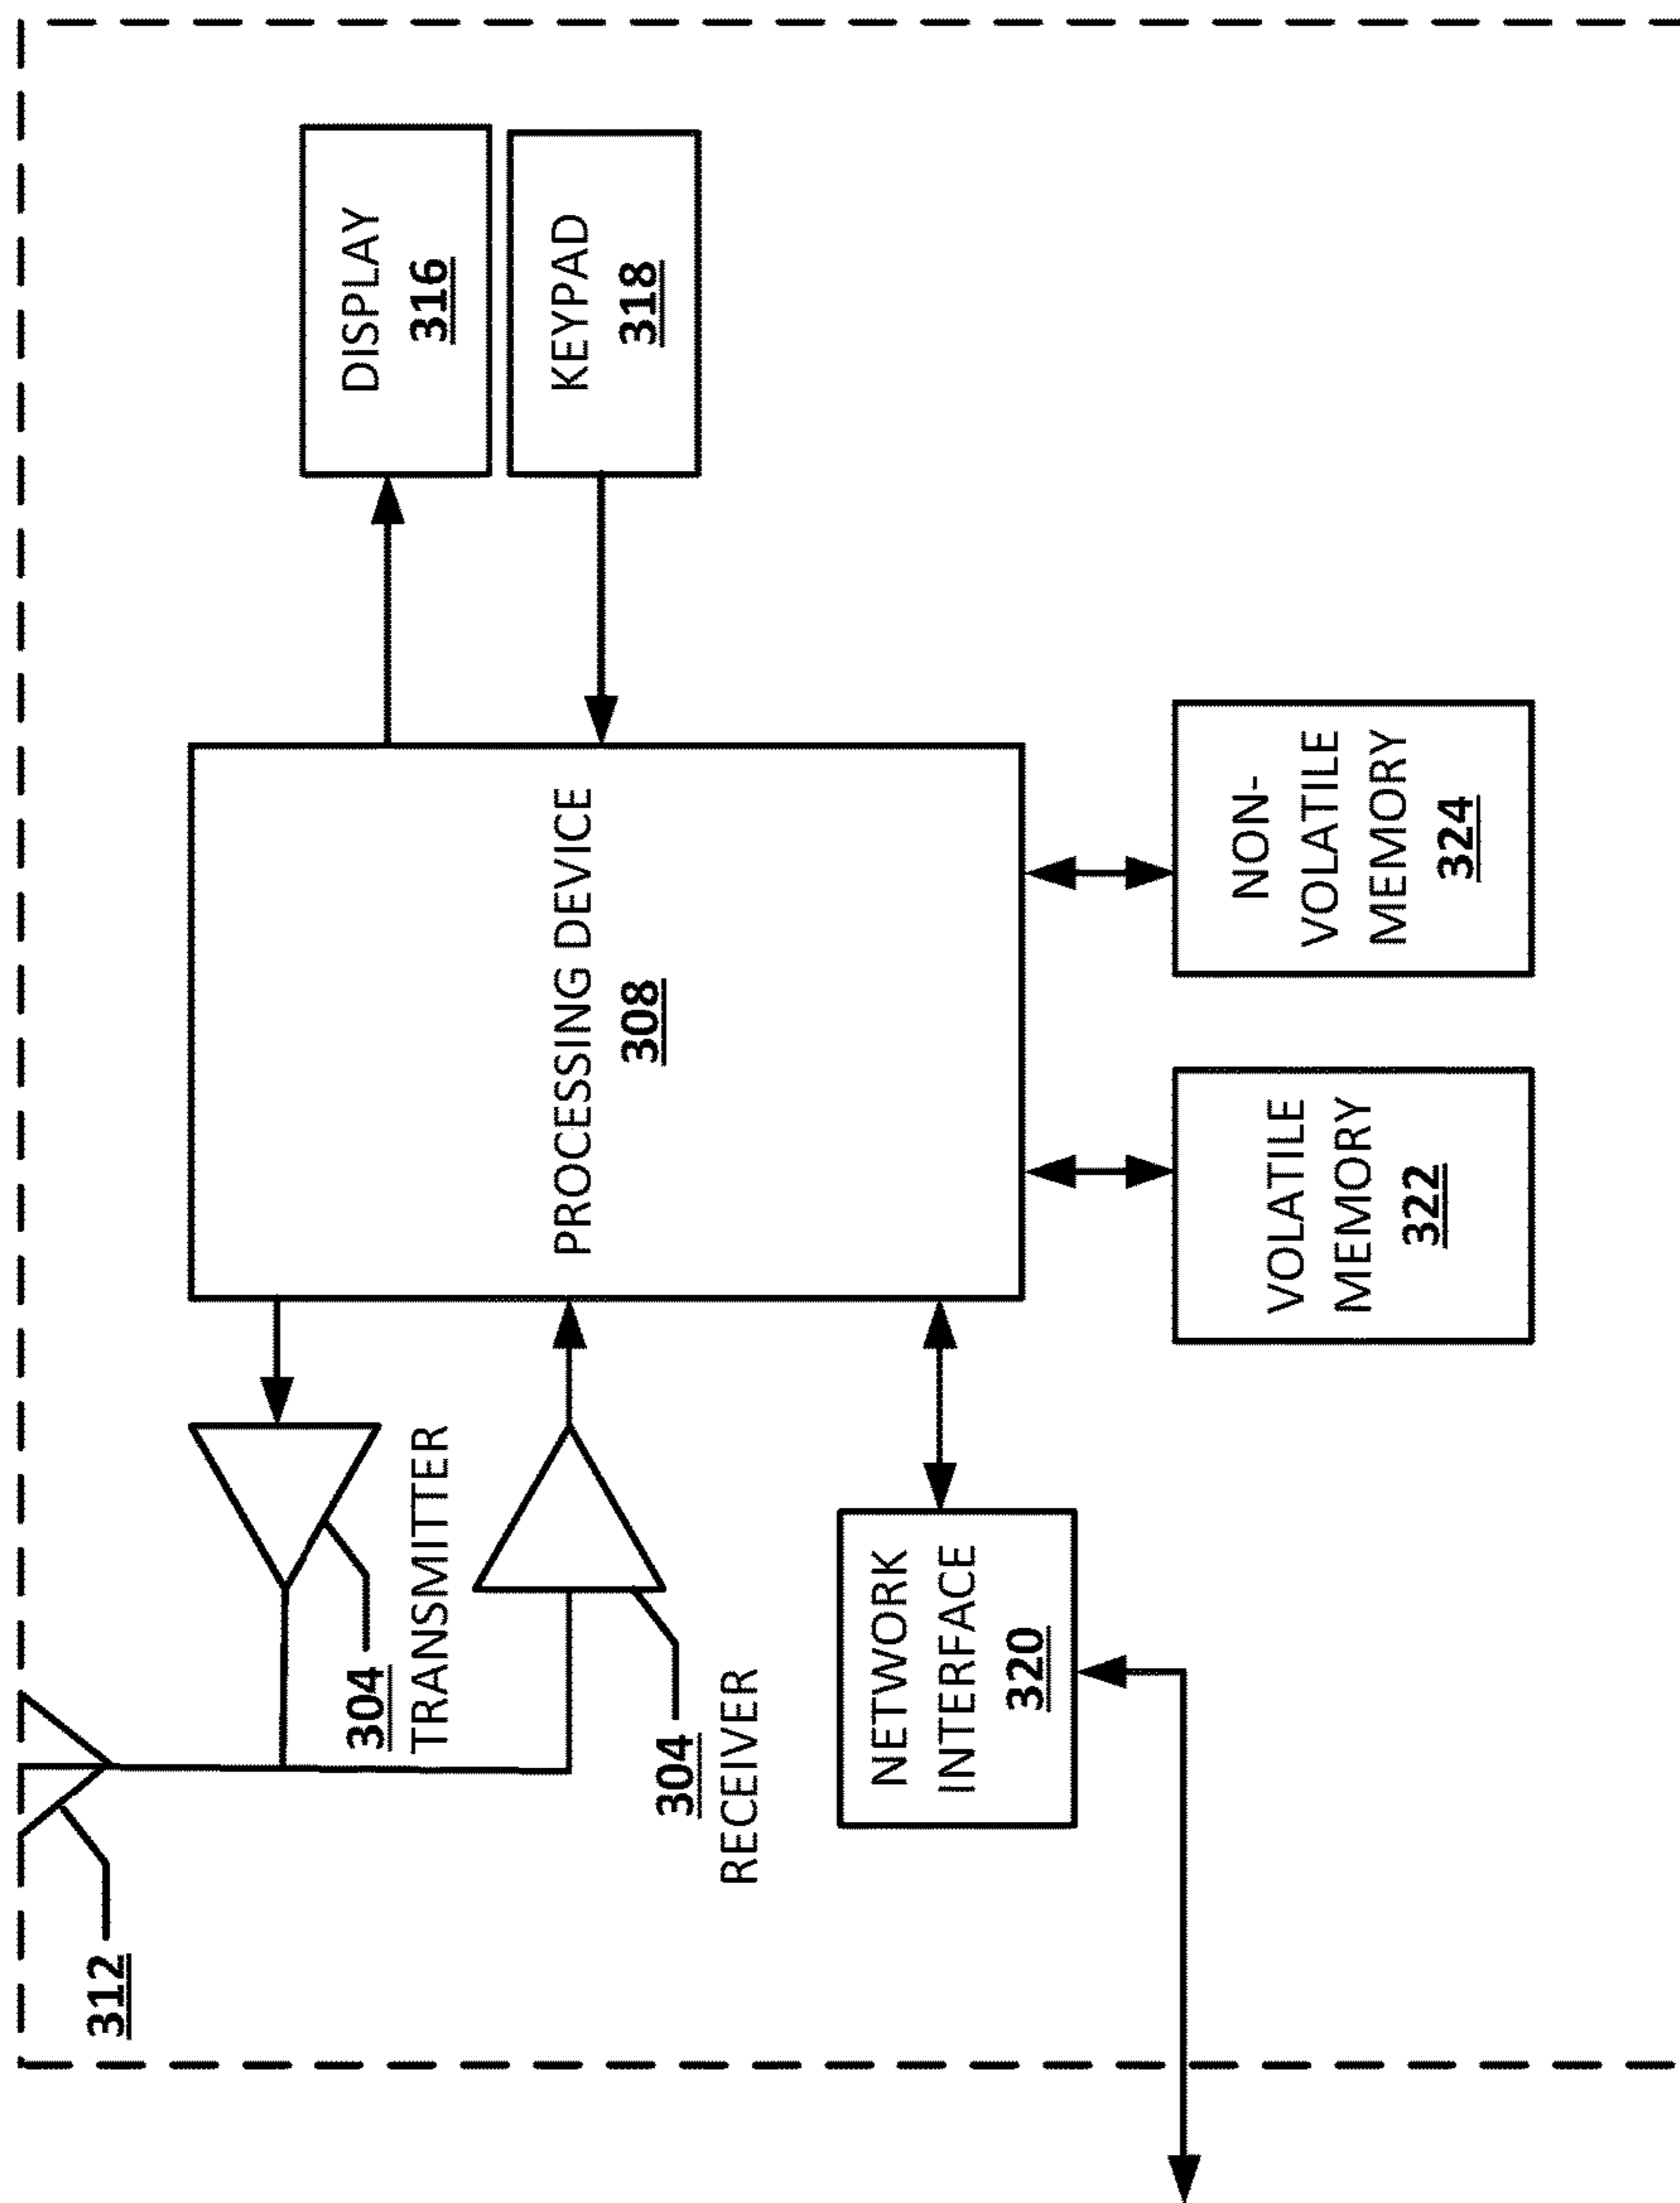 312
304
TRANSMITTER
304
RECEIVER
NETWORK
INTERFACE
320
PROCESSING DEVICE
308
DISPLAY
316
KEYPAD
318
VOLATILE
MEMORY
322
NON-
VOLATILE
MEMORY
324